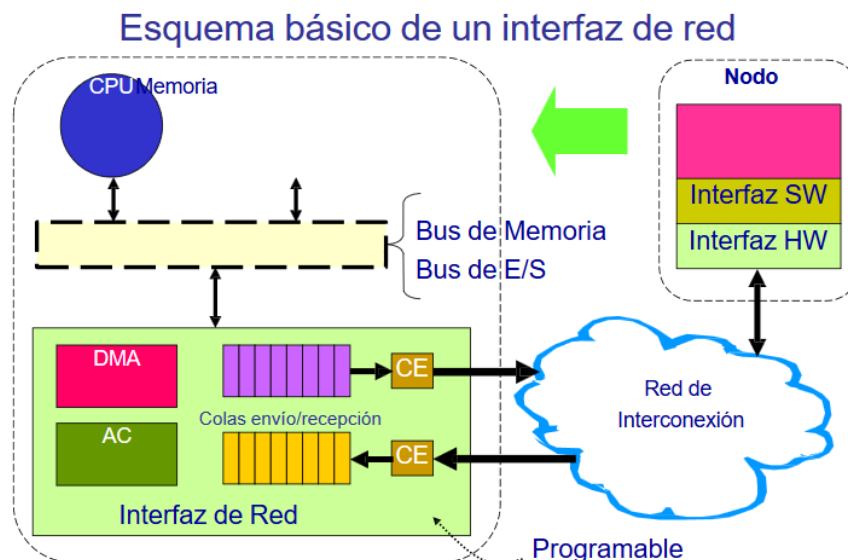 Esquema básico de un interfaz de red
CPU Memoria
Nodo
Interfaz SW
Interfaz HW
Bus de Memoria
Bus de E/S
DMA
CE
Colas envío/recepción
AC
CE
Interfaz de Red
Red de
Interconexión
Programable